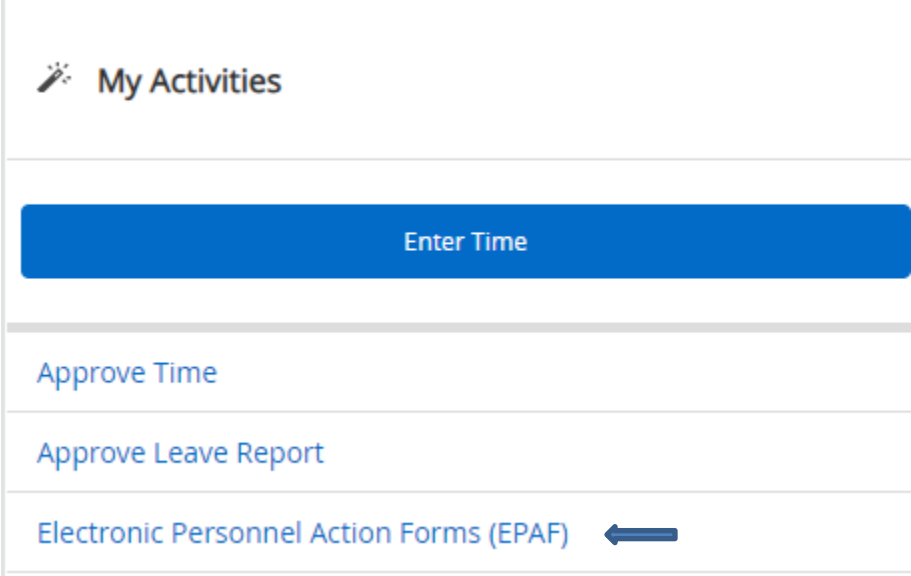 My Activities
Enter Time
Approve Time
Approve Leave Report
Electronic Personnel Action Forms (EPAF)